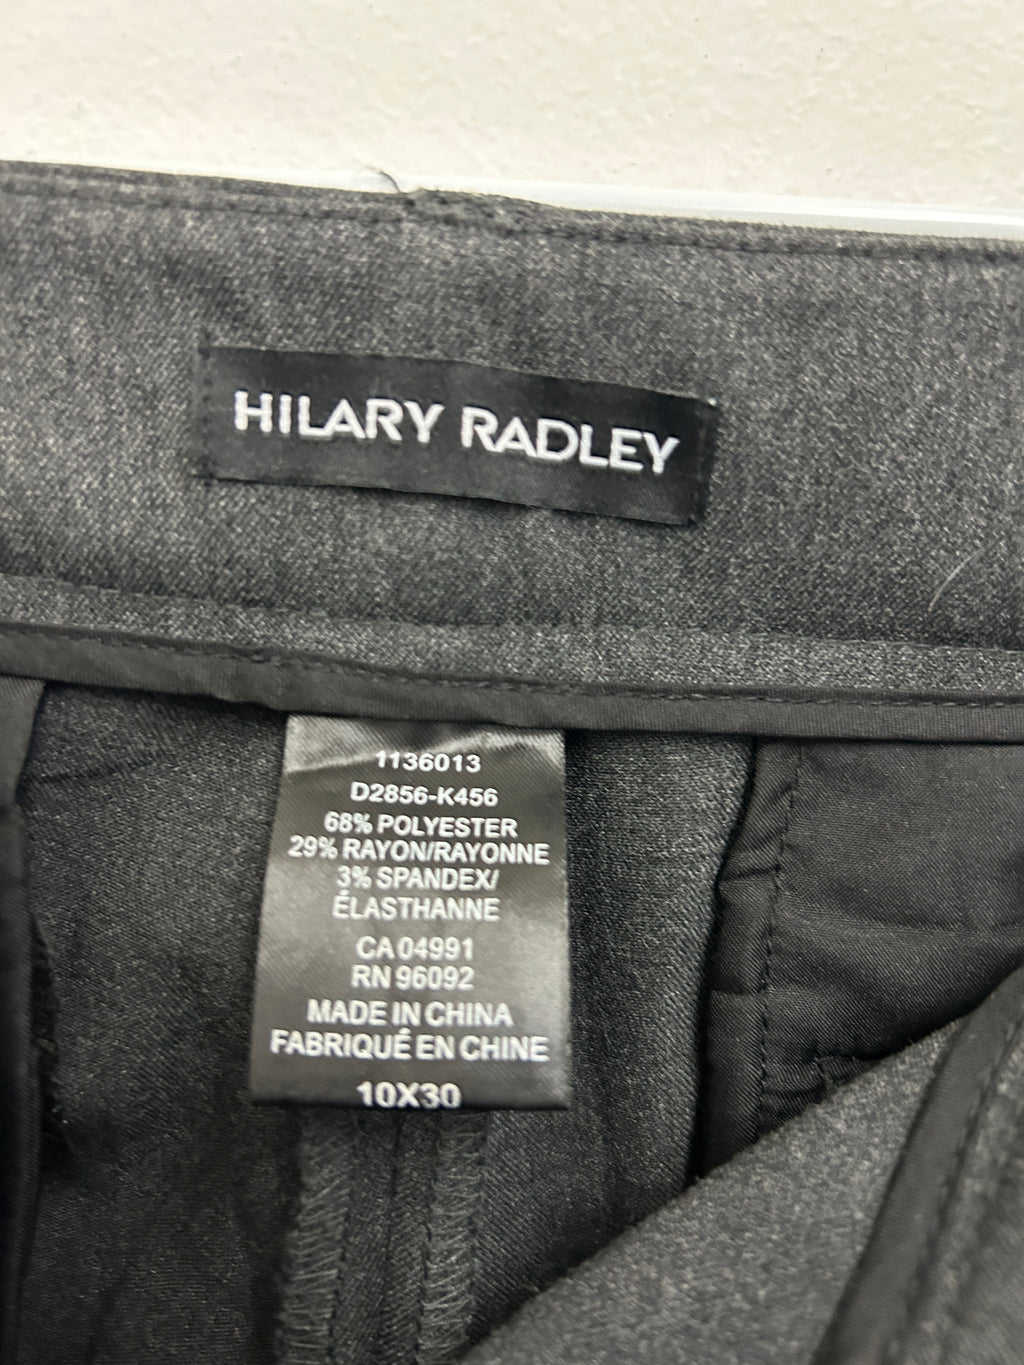 HILARY RADLEY
1136013
D2856-K456
68% POLYESTER
29% RAYON/RAYONNE
3% SPANDEX/
ÉLASTHANNE
CA 04991
RN 96092
MADE IN CHINA
FABRIQUÉ EN CHINE
10X30